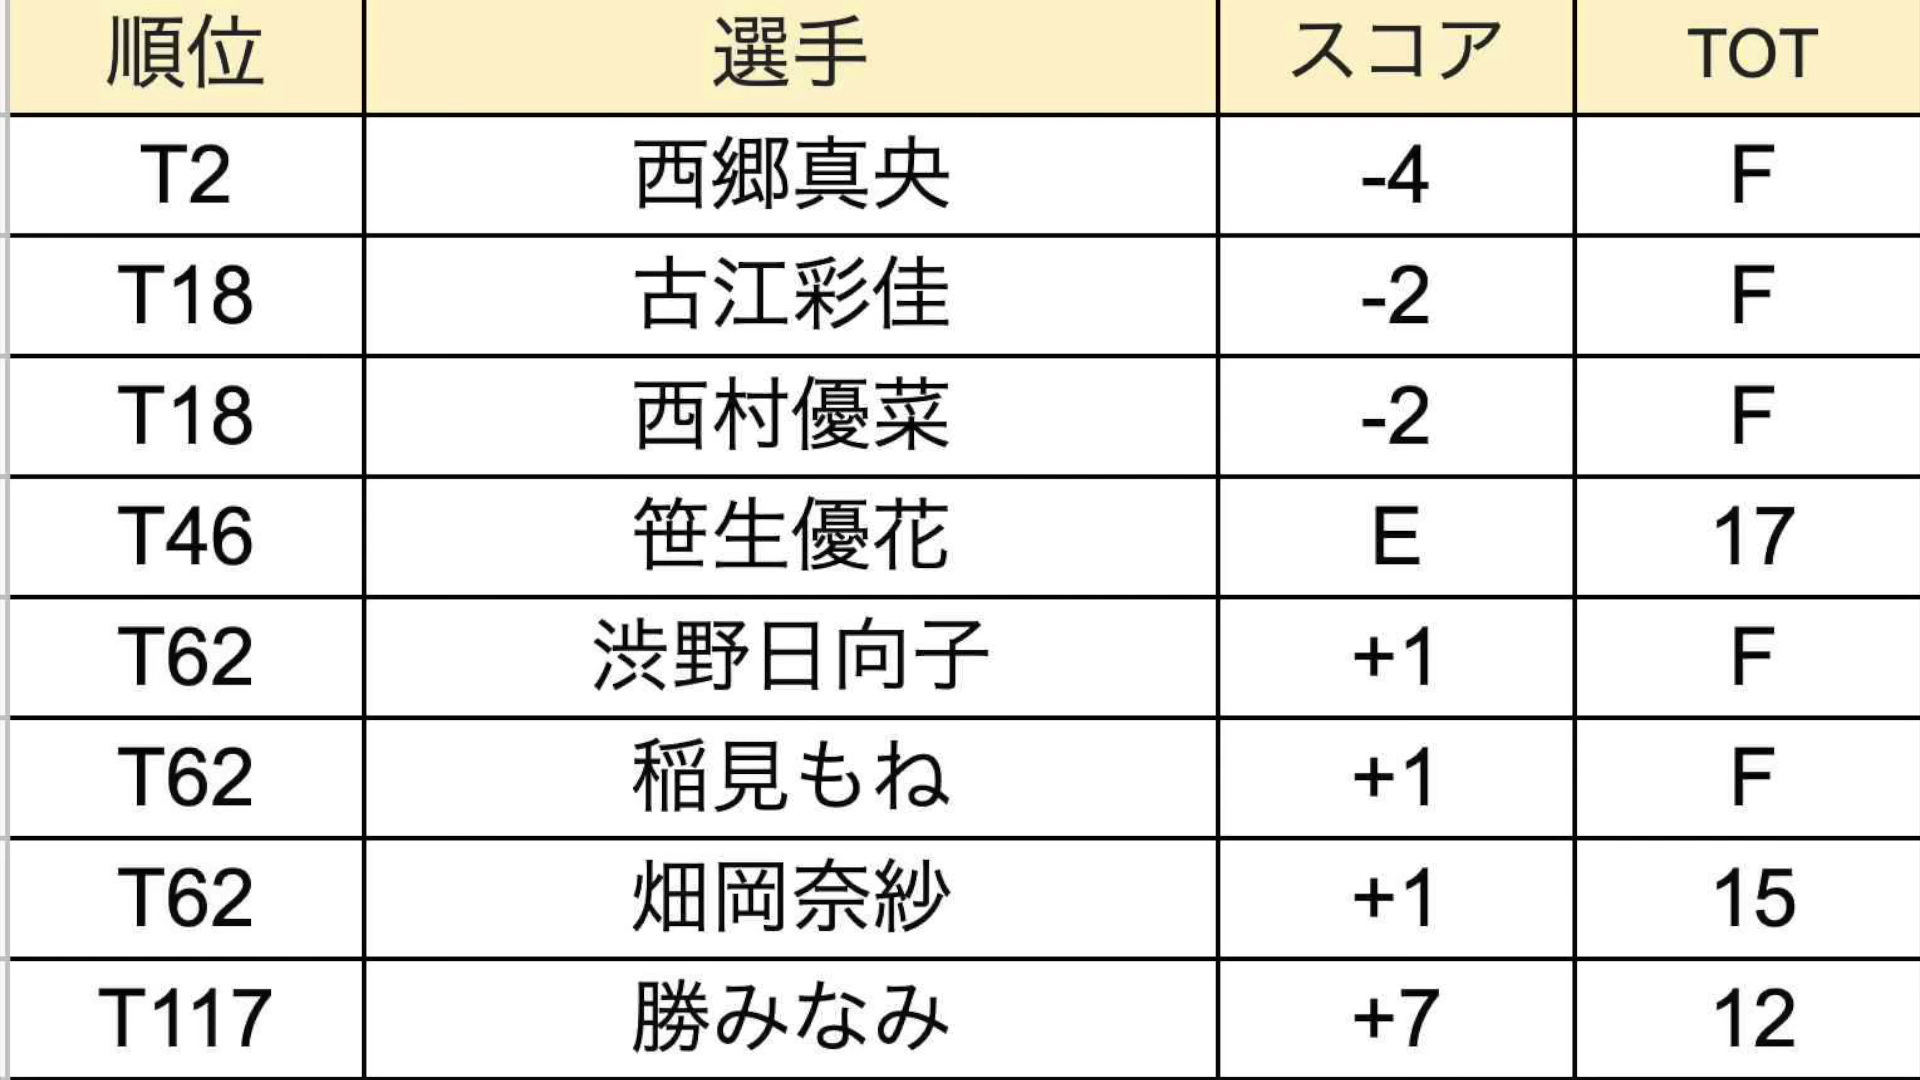 順位 選手 スコア TOT
T2 西郷真央 -4 F
T18 古江彩佳 -2 F
T18 西村優菜 -2 F
T46 笹生優花 E 17
T62 渋野日向子 +1 F
T62 稲見もね +1 F
T62 畑岡奈紗 +1 15
T117 勝みなみ +7 12